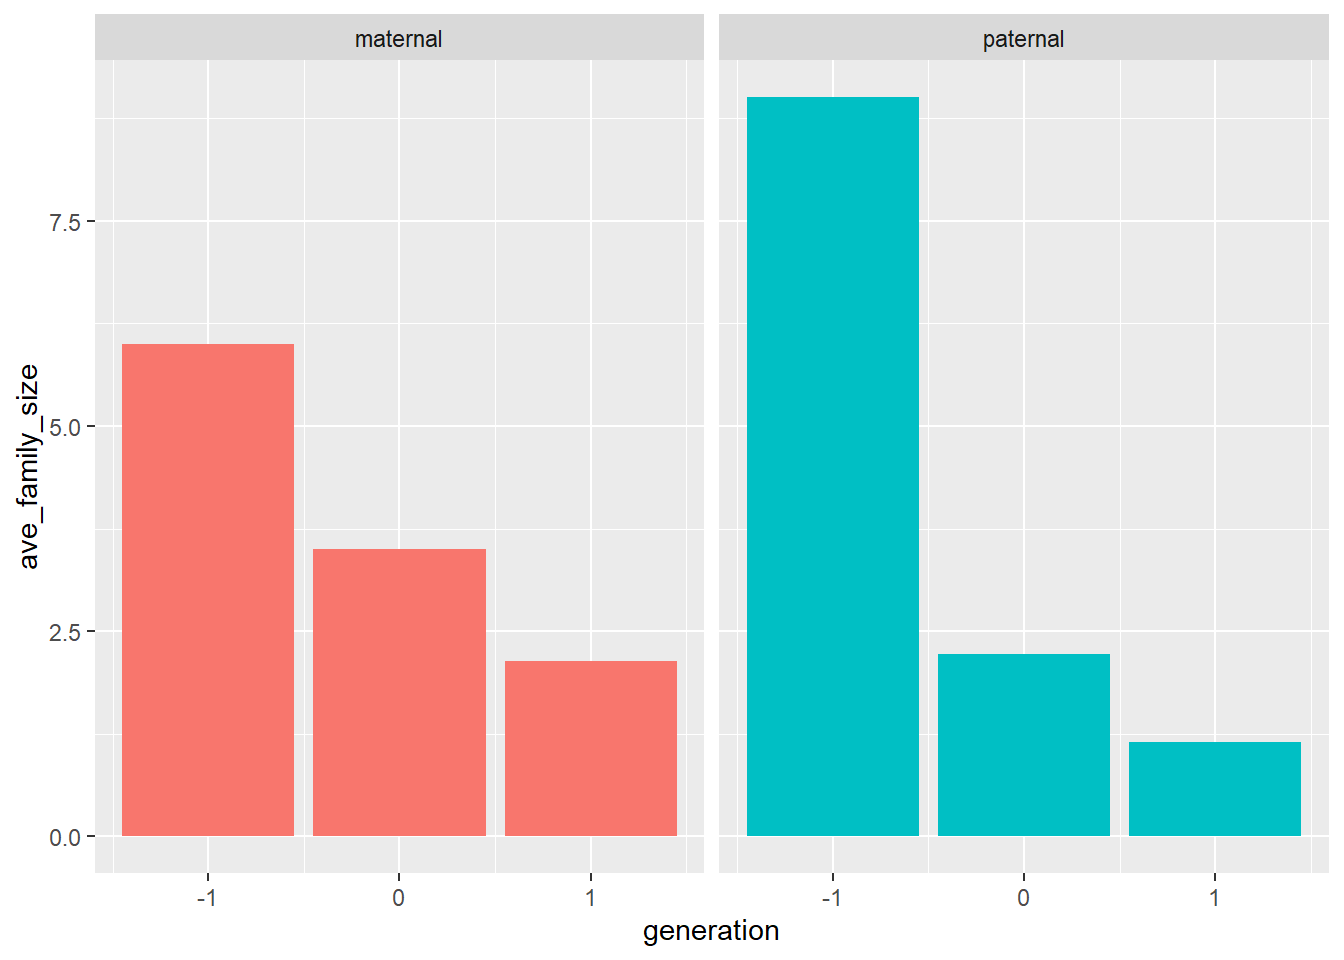 maternal
paternal
ave_family_size
7.5
5.0
2.5
0.0
-1 0 1
-1 0 1
generation